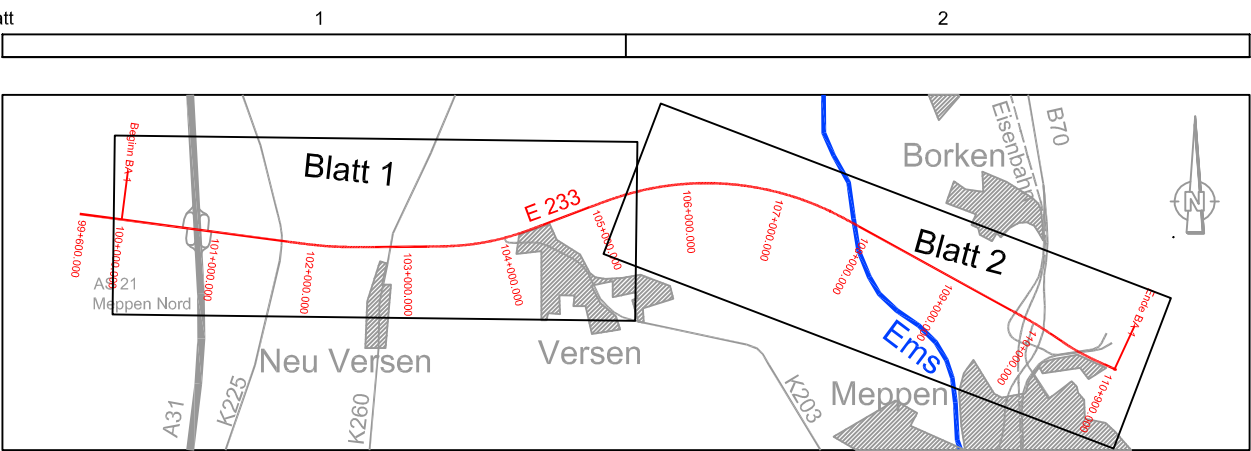 att
1
2
Beginn BA 1
Blatt 1
E 233
Blatt 2
Borken
Eisenbahn
B70
N
99+600.000
100+000.000
101+000.000
102+000.000
103+000.000
104+000.000
105+000.000
106+000.000
107+000.000
108+000.000
109+000.000
110+000.000
110+900.000
Ende BA 1
AS 21
Meppen Nord
Neu Versen
Versen
Ems
Meppen
A31
K225
K260
K203